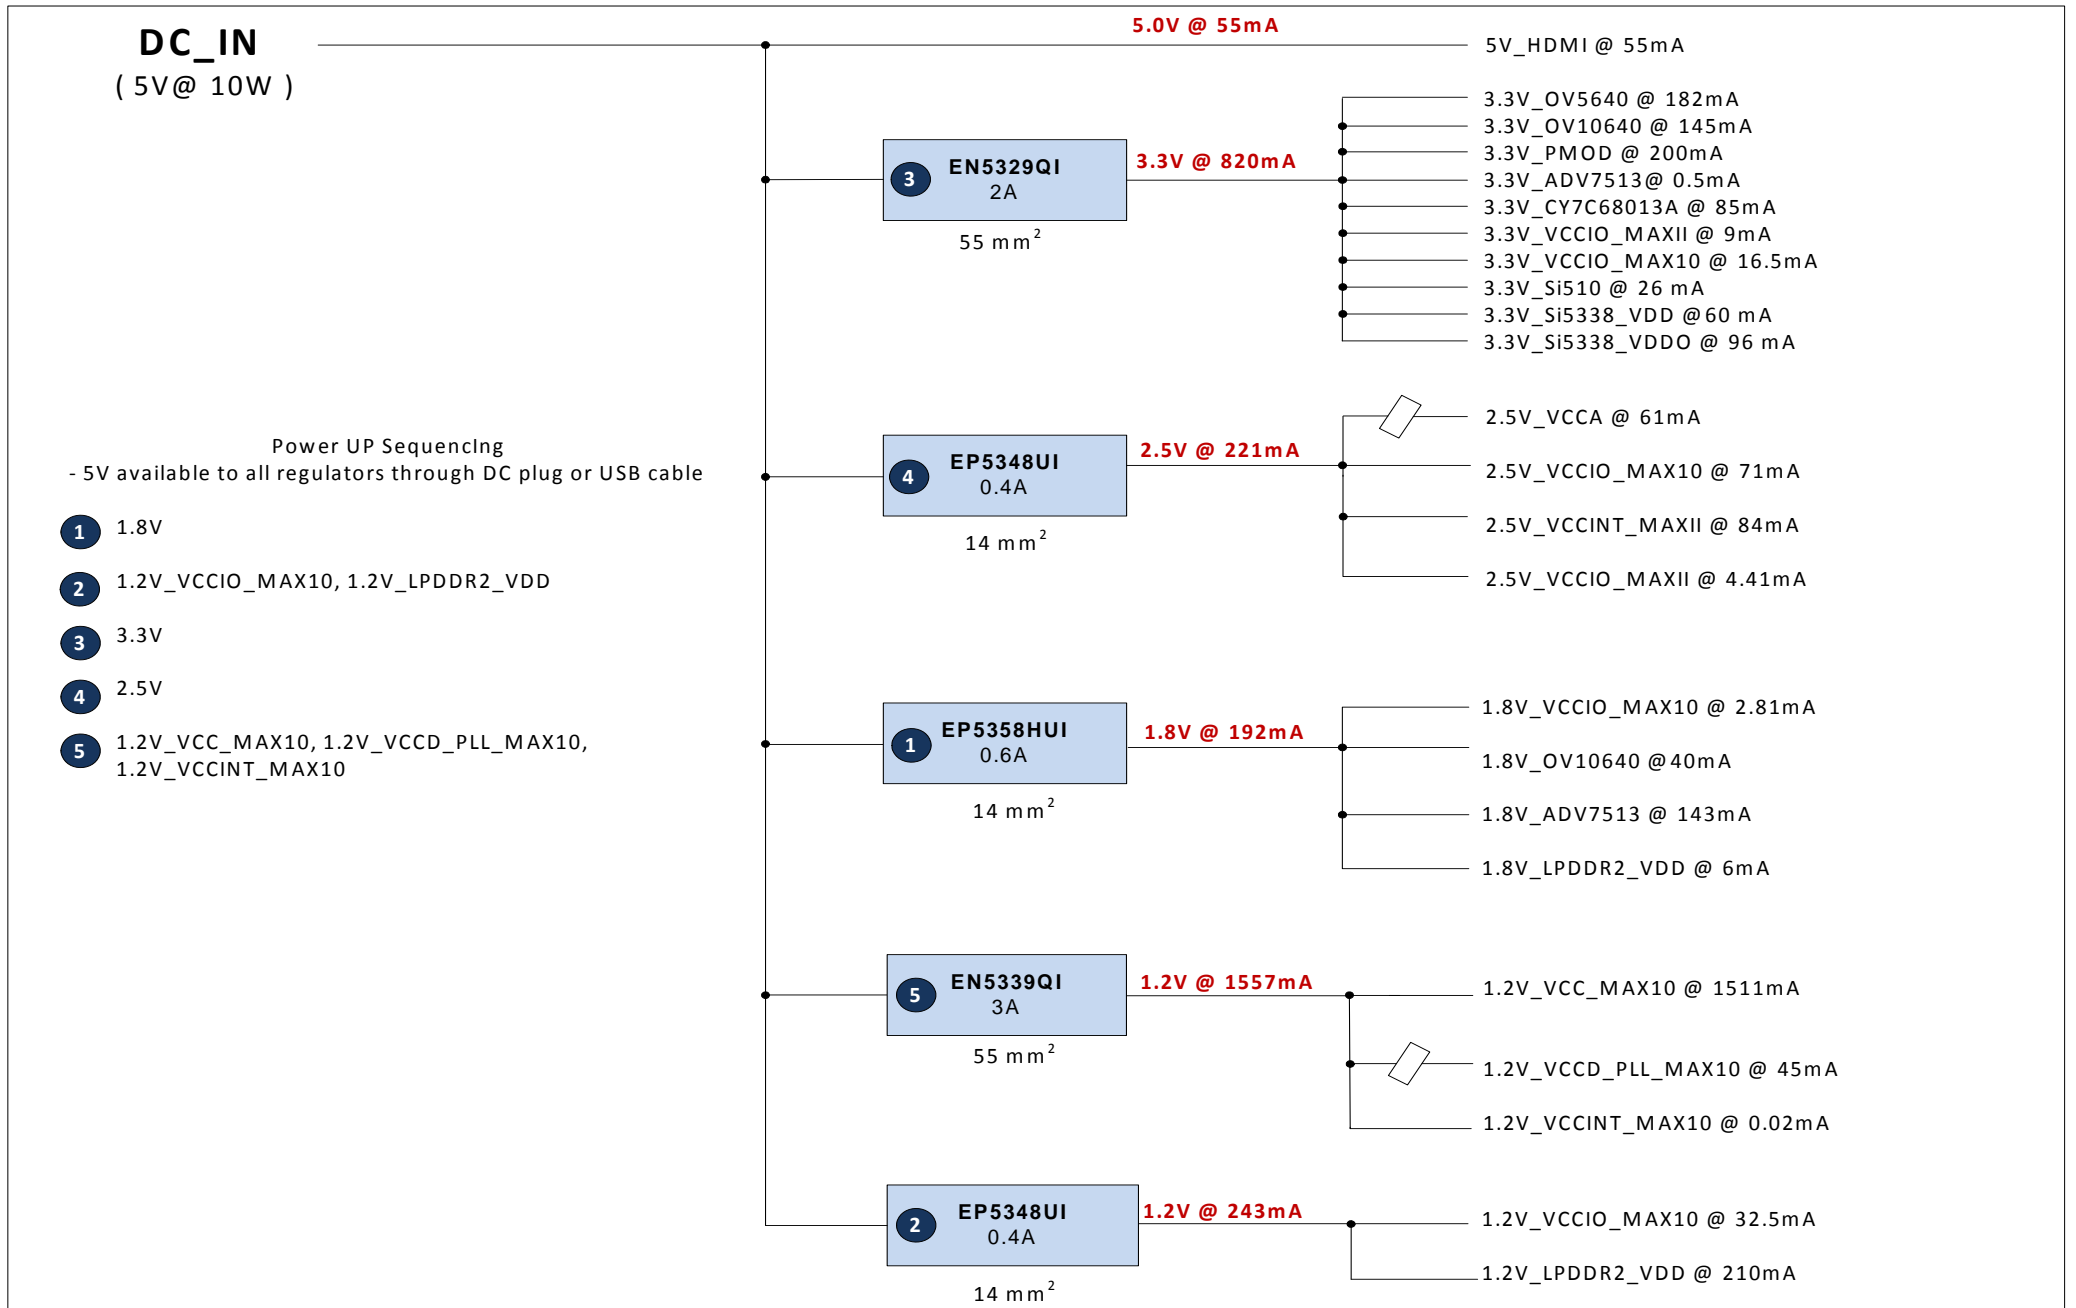 DC_IN
( 5V@ 10W )
5.0V @ 55mA
5V_HDMI @ 55mA
3
EN5329QI
2A
55 mm²
3.3V @ 820mA
3.3V_OV5640 @ 182mA
3.3V_OV10640 @ 145mA
3.3V_PMOD @ 200mA
3.3V_ADV7513@ 0.5mA
3.3V_CY7C68013A @ 85mA
3.3V_VCCIO_MAXII @ 9mA
3.3V_VCCIO_MAX10 @ 16.5mA
3.3V_Si510 @ 26 mA
3.3V_Si5338_VDD @60 mA
3.3V_Si5338_VDDO @ 96 mA
Power UP SequencIng
- 5V available to all regulators through DC plug or USB cable
1 1.8V
2 1.2V_VCCIO_MAX10, 1.2V_LPDDR2_VDD
3 3.3V
4 2.5V
5 1.2V_VCC_MAX10, 1.2V_VCCD_PLL_MAX10,
1.2V_VCCINT_MAX10
4
EP5348UI
0.4A
14 mm²
2.5V @ 221mA
2.5V_VCCA @ 61mA
2.5V_VCCIO_MAX10 @ 71mA
2.5V_VCCINT_MAXII @ 84mA
2.5V_VCCIO_MAXII @ 4.41mA
1
EP5358HUI
0.6A
14 mm²
1.8V @ 192mA
1.8V_VCCIO_MAX10 @ 2.81mA
1.8V_OV10640 @40mA
1.8V_ADV7513 @ 143mA
1.8V_LPDDR2_VDD @ 6mA
5
EN5339QI
3A
55 mm²
1.2V @ 1557mA
1.2V_VCC_MAX10 @ 1511mA
1.2V_VCCD_PLL_MAX10 @ 45mA
1.2V_VCCINT_MAX10 @ 0.02mA
2
EP5348UI
0.4A
14 mm²
1.2V @ 243mA
1.2V_VCCIO_MAX10 @ 32.5mA
1.2V_LPDDR2_VDD @ 210mA